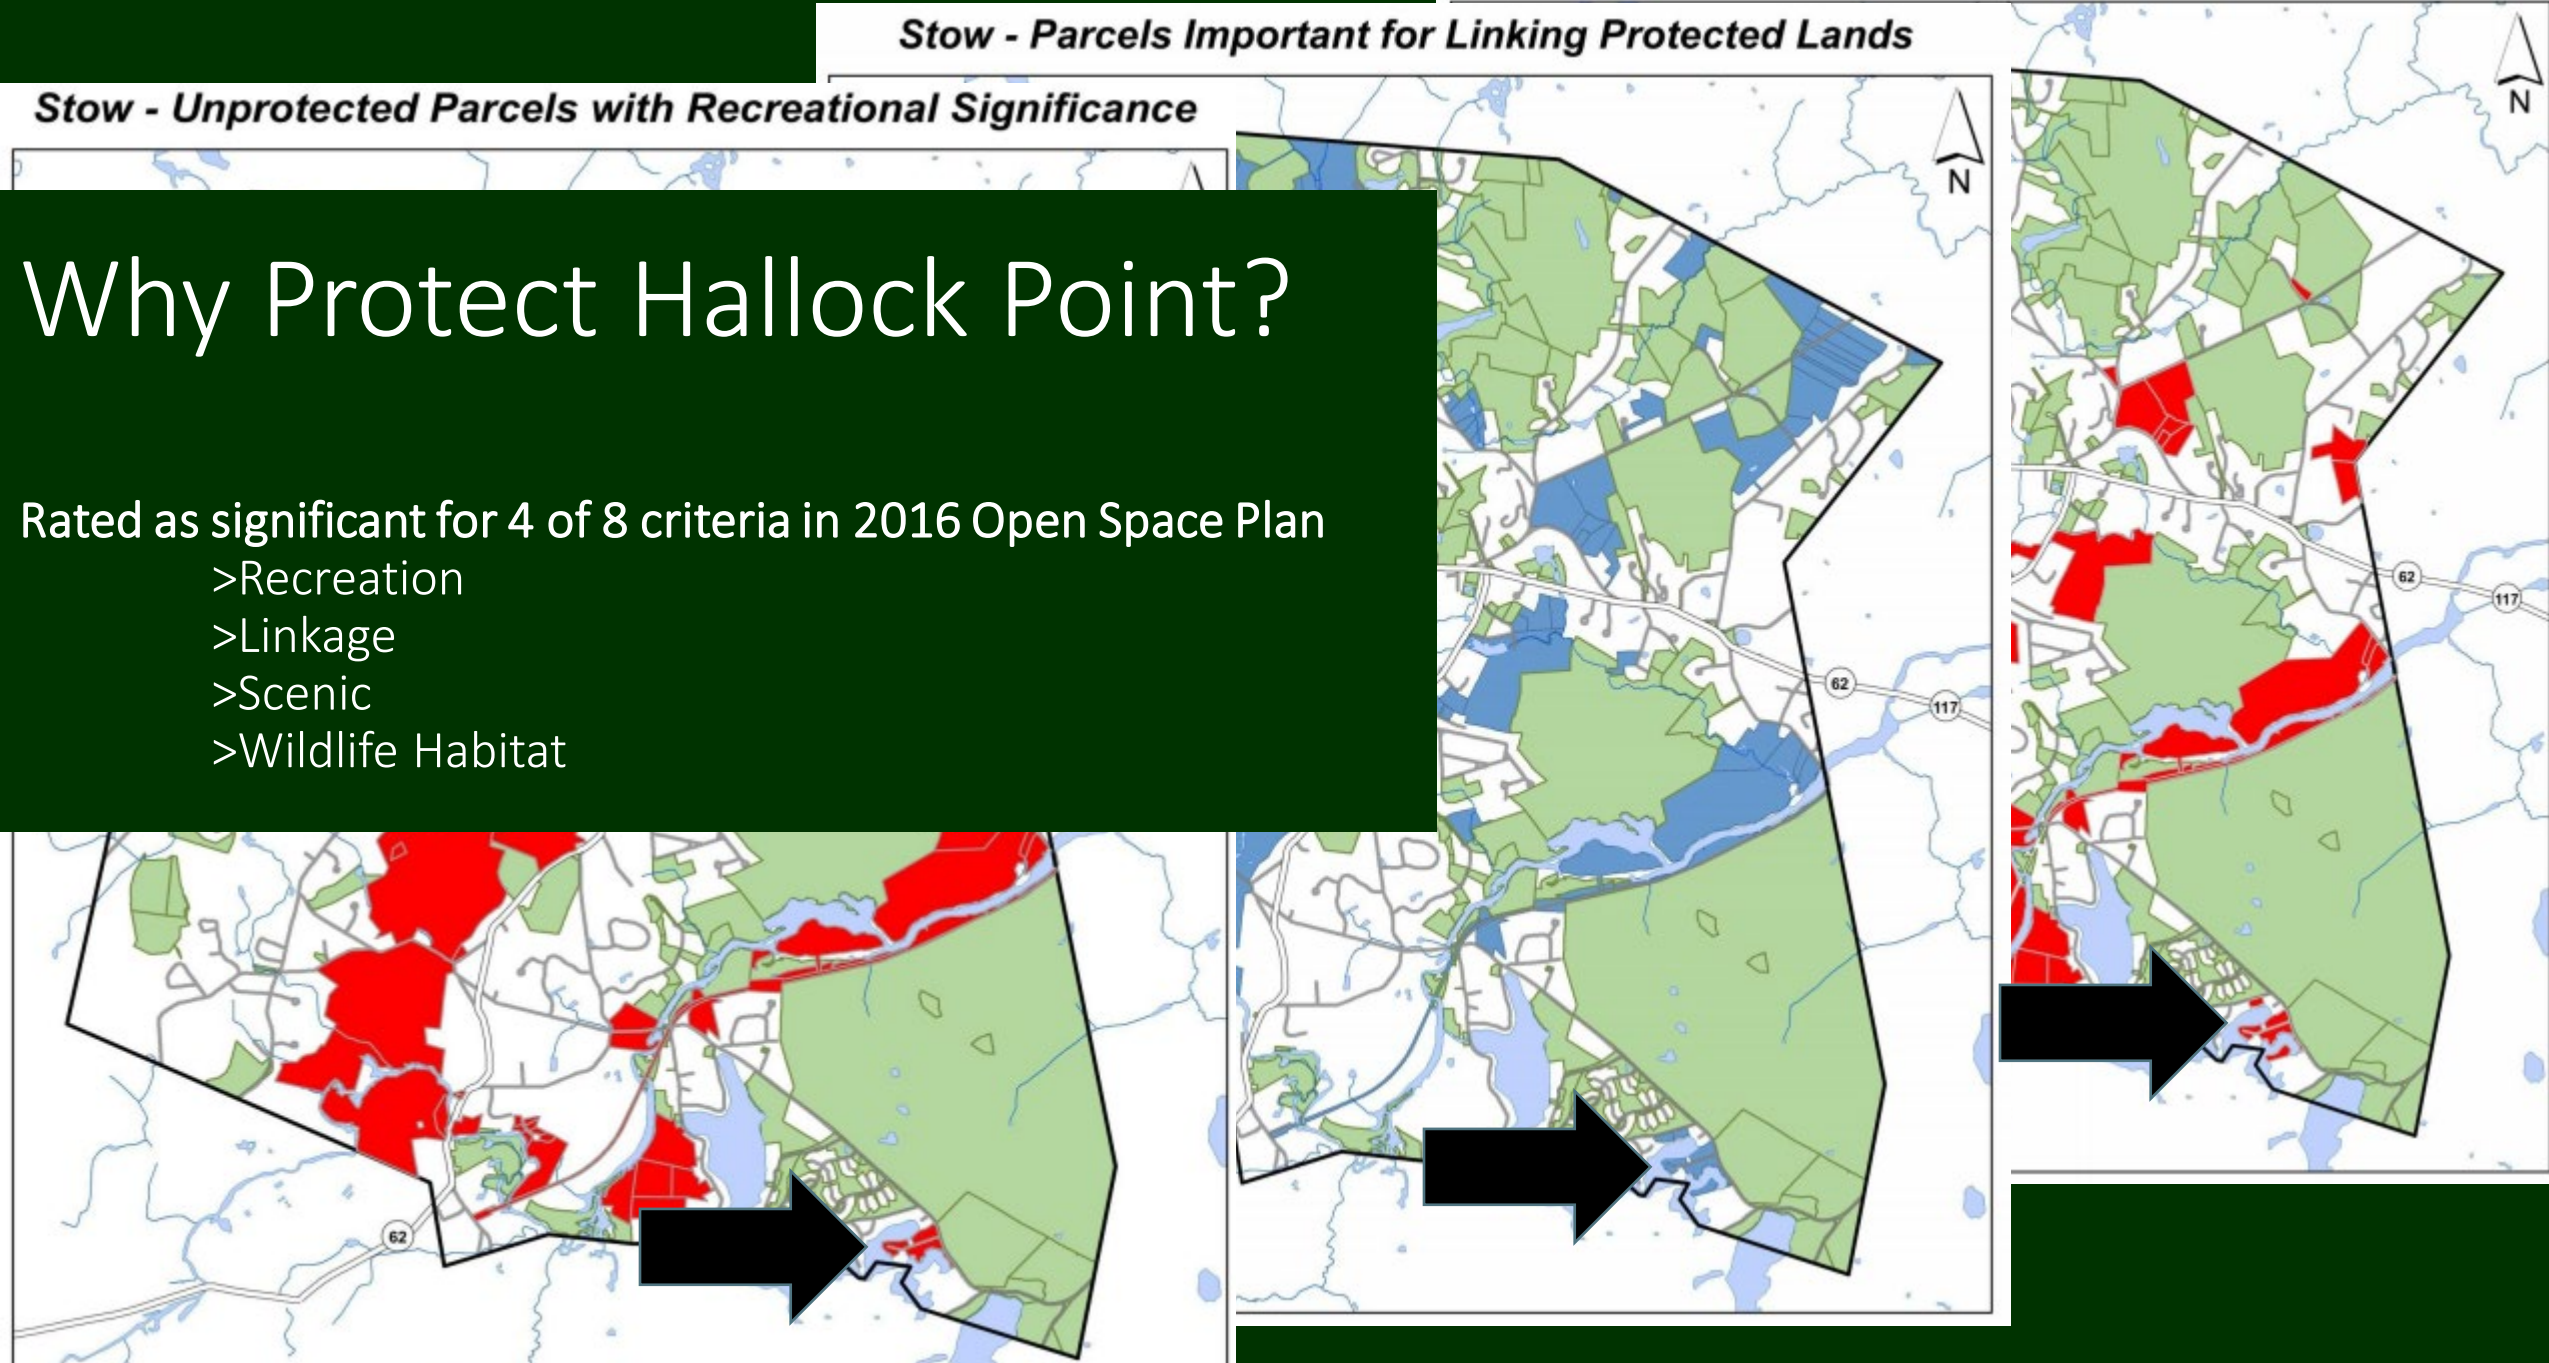 Stow - Parcels Important for Linking Protected Lands
Stow - Unprotected Parcels with Recreational Significance
N
N
Why Protect Hallock Point?
Rated as significant for 4 of 8 criteria in 2016 Open Space Plan
>Recreation
>Linkage
>Scenic
>Wildlife Habitat
62
117
62
117
62